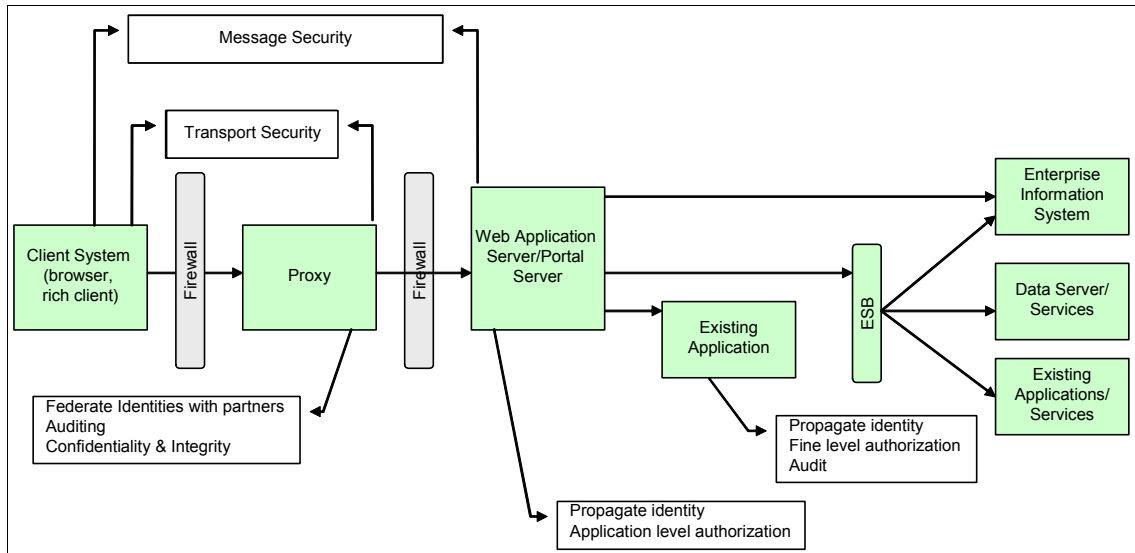 Message Security
Transport Security
Client System
(browser,
rich client)
Firewall
Proxy
Firewall
Web Application
Server/Portal
Server
Existing
Application
ESB
Enterprise
Information
System
Data Server/
Services
Existing
Applications/
Services
Federate Identities with partners
Auditing
Confidentiality & Integrity
Propagate identity
Fine level authorization
Audit
Propagate identity
Application level authorization